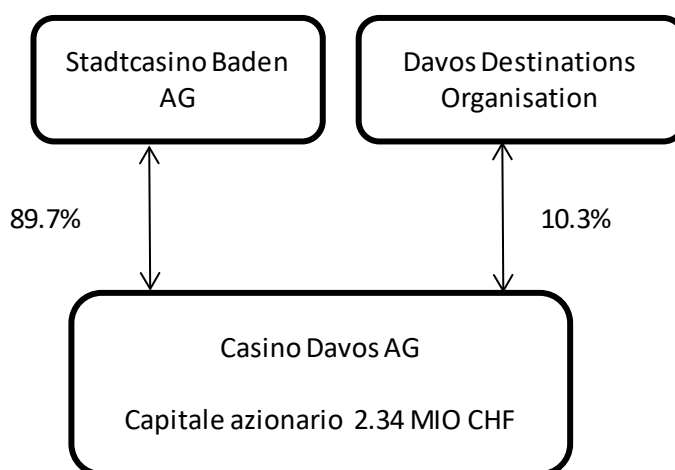 Stadtcasino Baden
AG
Davos Destinations
Organisation
89.7%
10.3%
Casino Davos AG
Capitale azionario 2.34 MIO CHF